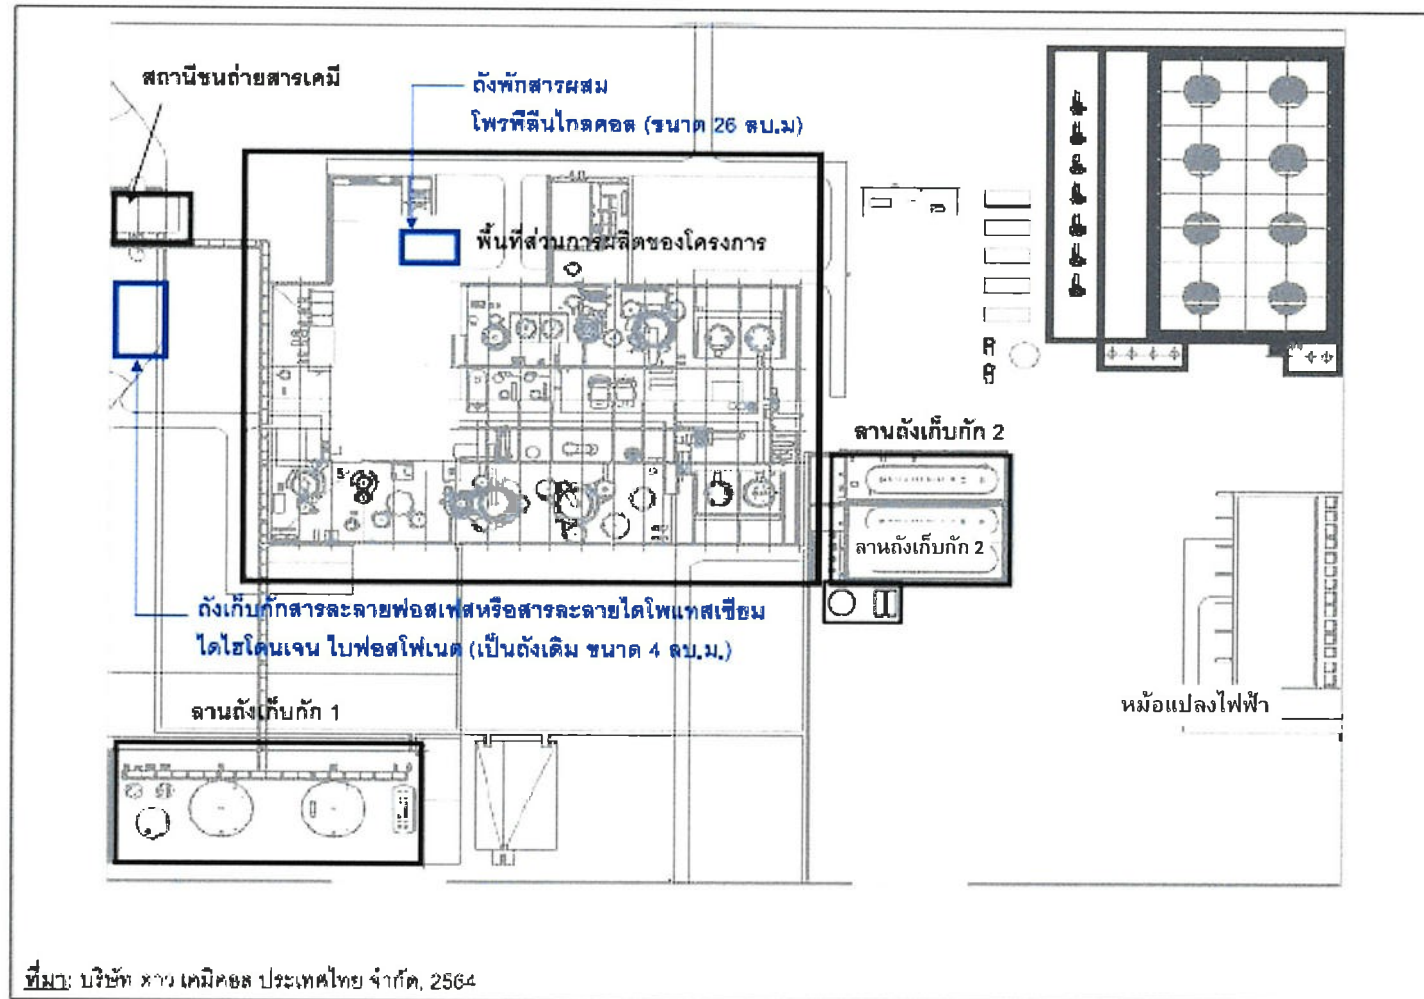 สถานีขนถ่ายสารเคมี
ถังพักสารผสม
โพรพิลีนไกลคอล (ขนาด 26 ลบ.ม)
พื้นที่ส่วนการผลิตของโครงการ
ลานถังเก็บกัก 2
ลานถังเก็บกัก 2
ถังเก็บกักสารละลายฟอสเฟสหรือสารละลายไดโพแทสเซียม
ไดไฮโดนเจน ไบฟอสโฟเนต (เป็นถังเดิม ขนาด 4 ลบ.ม.)
ลานถังเก็บกัก 1
หม้อแปลงไฟฟ้า
ที่มา: บริษัท ดาว เคมิคอล ประเทศไทย จำกัด, 2564